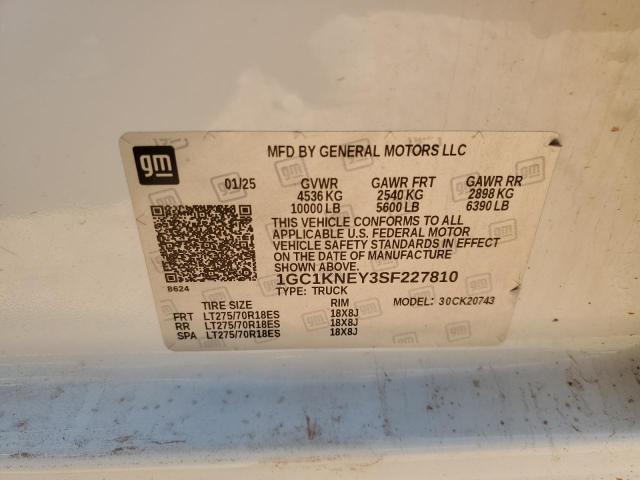 gm
MFD BY GENERAL MOTORS LLC
01/25 GVWR GAWR FRT GAWR RR
4536 KG 2540 KG 2898 KG
10000 LB 5600 LB 6390 LB
THIS VEHICLE CONFORMS TO ALL
APPLICABLE U.S. FEDERAL MOTOR
VEHICLE SAFETY STANDARDS IN EFFECT
ON THE DATE OF MANUFACTURE
SHOWN ABOVE.
8624
1GC1KNEY3SF227810
TYPE: TRUCK
MODEL: 30CK20743
TIRE SIZE RIM
FRT LT275/70R18ES 18X8J
RR LT275/70R18ES 18X8J
SPA LT275/70R18ES 18X8J